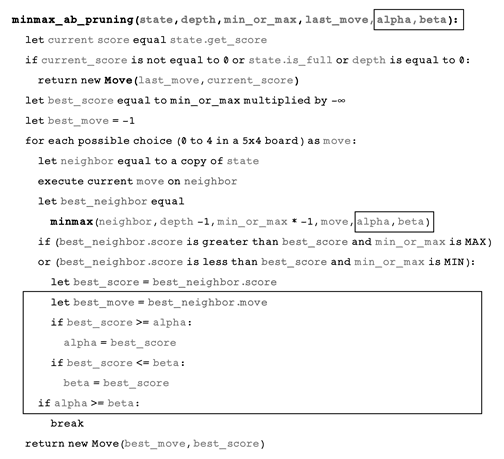 minmax_ab_pruning(state,depth,min_or_max,last_move,alpha,beta):
let current score equal state.get_score
if current_score is not equal to 0 or state.is_full or depth is equal to 0:
return new Move(last_move,current_score)
let best_score equal to min_or_max multiplied by -∞
let best_move = -1
for each possible choice (0 to 4 in a 5x4 board) as move:
let neighbor equal to a copy of state
execute current move on neighbor
let best_neighbor equal
minmax(neighbor,depth -1,min_or_max * -1,move,alpha,beta)
if (best_neighbor.score is greater than best_score and min_or_max is MAX)
or (best_neighbor.score is less than best_score and min_or_max is MIN):
let best_score = best_neighbor.score
let best_move = best_neighbor.move
if best_score >= alpha:
alpha = best_score
if best_score <= beta:
beta = best_score
if alpha >= beta:
break
return new Move(best_move,best_score)